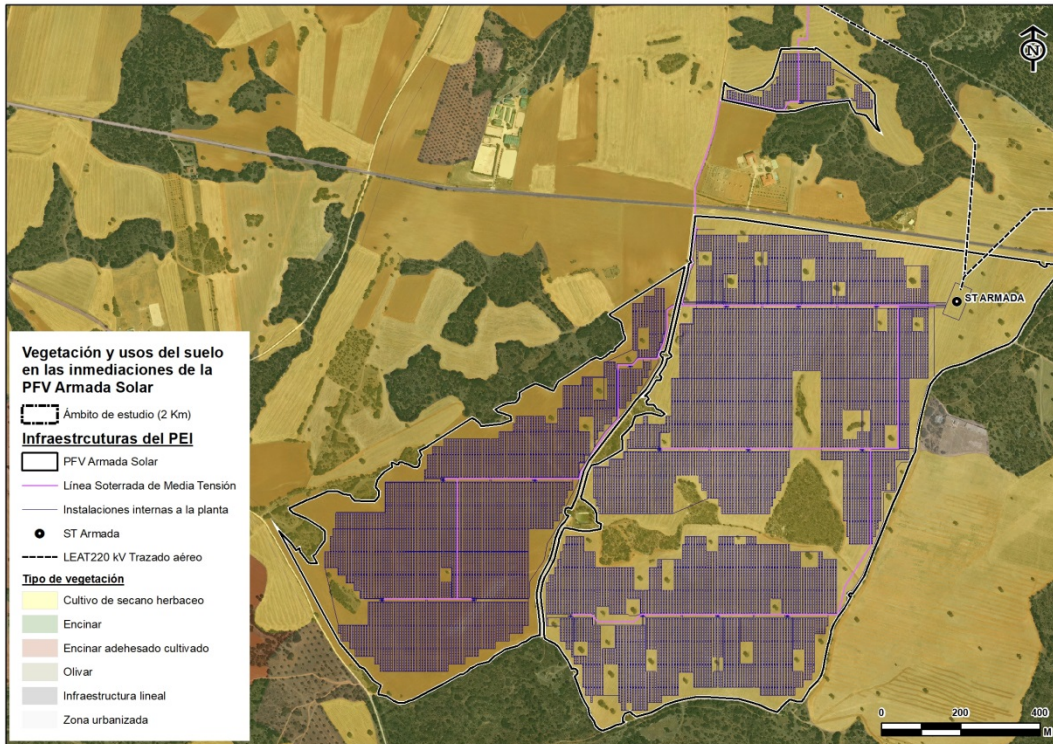 N
ST ARMADA
Vegetación y usos del suelo
en las inmediaciones de la
PFV Armada Solar
Ámbito de estudio (2 Km)
Infraestrcuturas del PEI
PFV Armada Solar
Línea Soterrada de Media Tensión
Instalaciones internas a la planta
ST Armada
LEAT220 kV Trazado aéreo
Tipo de vegetación
Cultivo de secano herbaceo
Encinar
Encinar adehesado cultivado
Olivar
Infraestructura lineal
Zona urbanizada
0 200 400
M